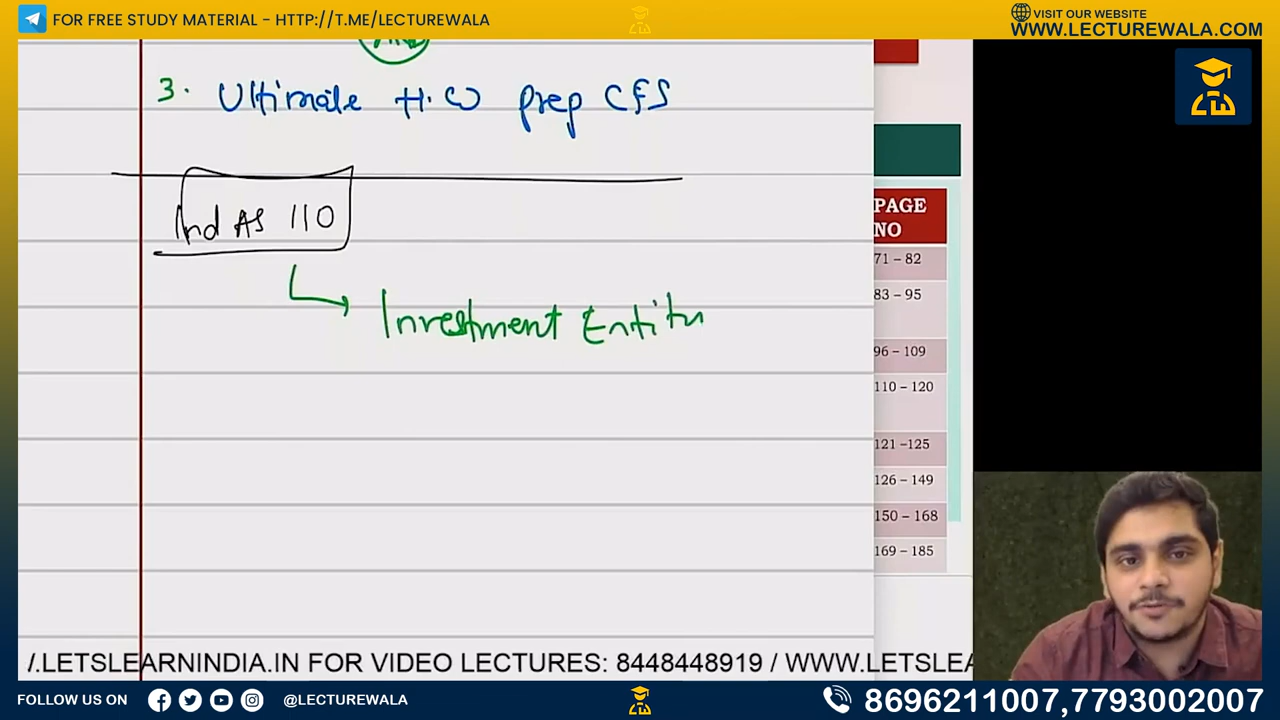 FOR FREE STUDY MATERIAL - HTTP://T.ME/LECTUREWALA
VISIT OUR WEBSITE
WWW.LECTUREWALA.COM
3. Ultimate H.W prep CFS
Ind AS 110
Investment Entity
PAGE
NO
71 – 82
83 – 95
96 – 109
110 – 120
121 –125
126 – 149
150 – 168
169 – 185
/.LETSLEARNINDIA.IN FOR VIDEO LECTURES: 8448448919 / WWW.LETSLEA
FOLLOW US ON
@LECTUREWALA
8696211007,7793002007